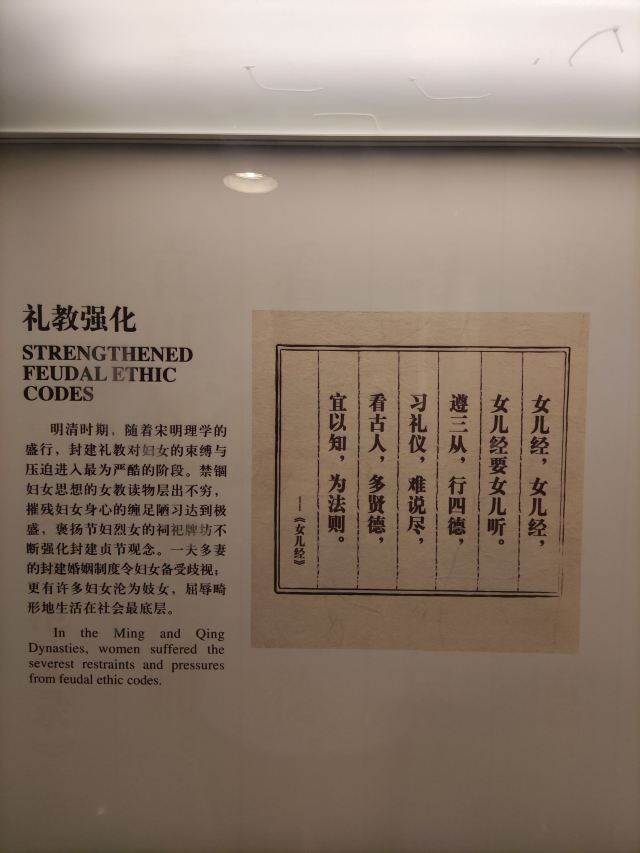 礼教强化
STRENGTHENED
FEUDAL ETHIC
CODES
明清时期，随着宋明理学的
盛行，封建礼教对妇女的束缚与
压迫进入最为严酷的阶段。禁锢
妇女思想的女教读物层出不穷，
摧残妇女身心的缠足陋习达到极
盛，褒扬节妇烈女的祠祀牌坊不
断强化封建贞节观念。一夫多妻
的封建婚姻制度令妇女备受歧视；
更有许多妇女沦为妓女，屈辱畸
形地生活在社会最底层。
In the Ming and Qing
Dynasties, women suffered the
severest restraints and pressures
from feudal ethic codes.
女儿经，女儿经，
女儿经要女儿听。
遵三从，行四德，
习礼仪，难说尽，
看古人，多贤德，
宜以知，为法则。
——《女儿经》